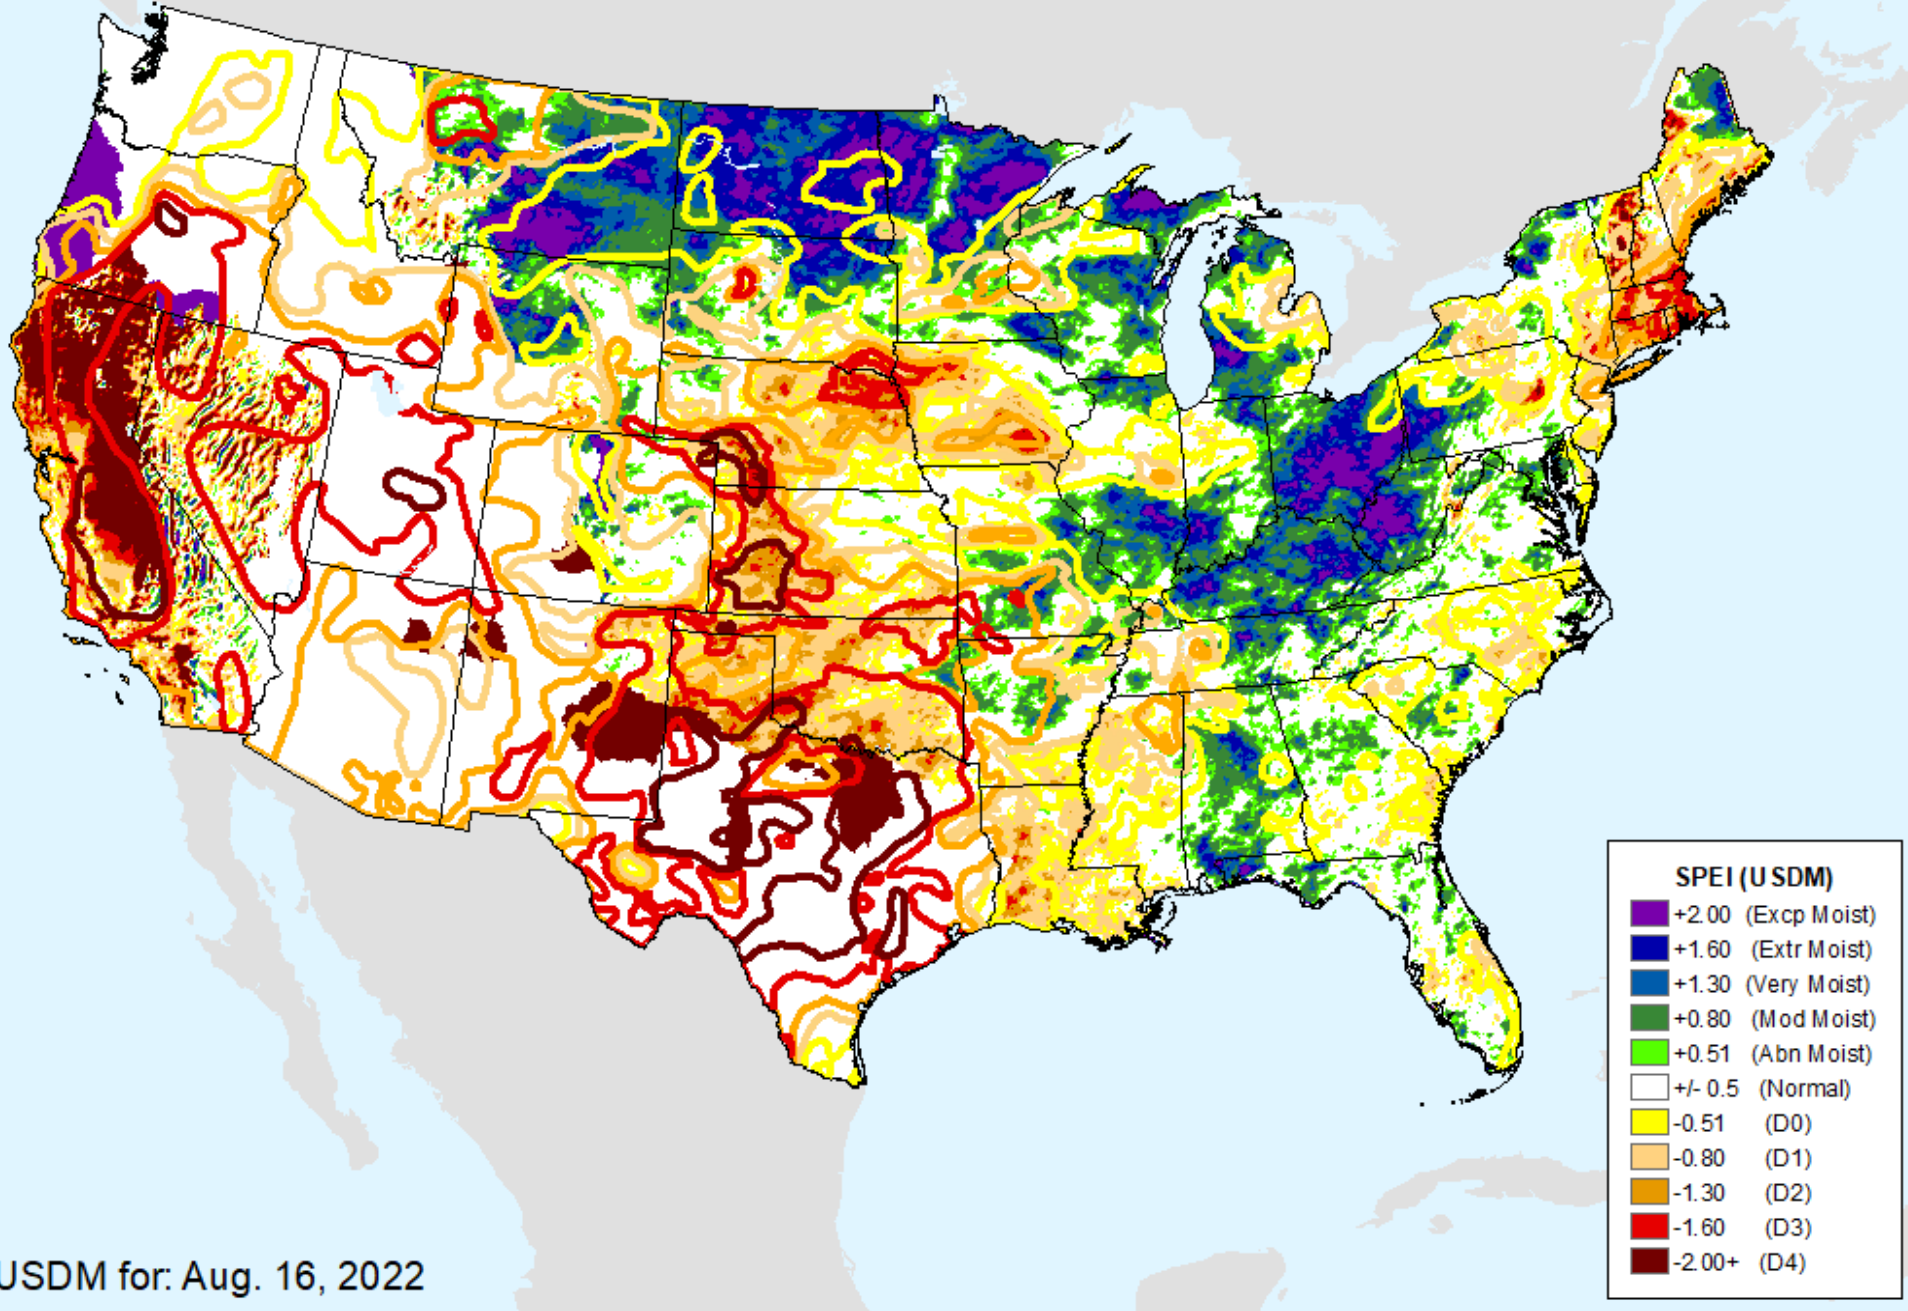 SPEI (USDM)
+2.00 (Excp Moist)
+1.60 (Extr Moist)
+1.30 (Very Moist)
+0.80 (Mod Moist)
+0.51 (Abn Moist)
+/- 0.5 (Normal)
-0.51 (D0)
-0.80 (D1)
-1.30 (D2)
-1.60 (D3)
-2.00+ (D4)
USDM for: Aug. 16, 2022